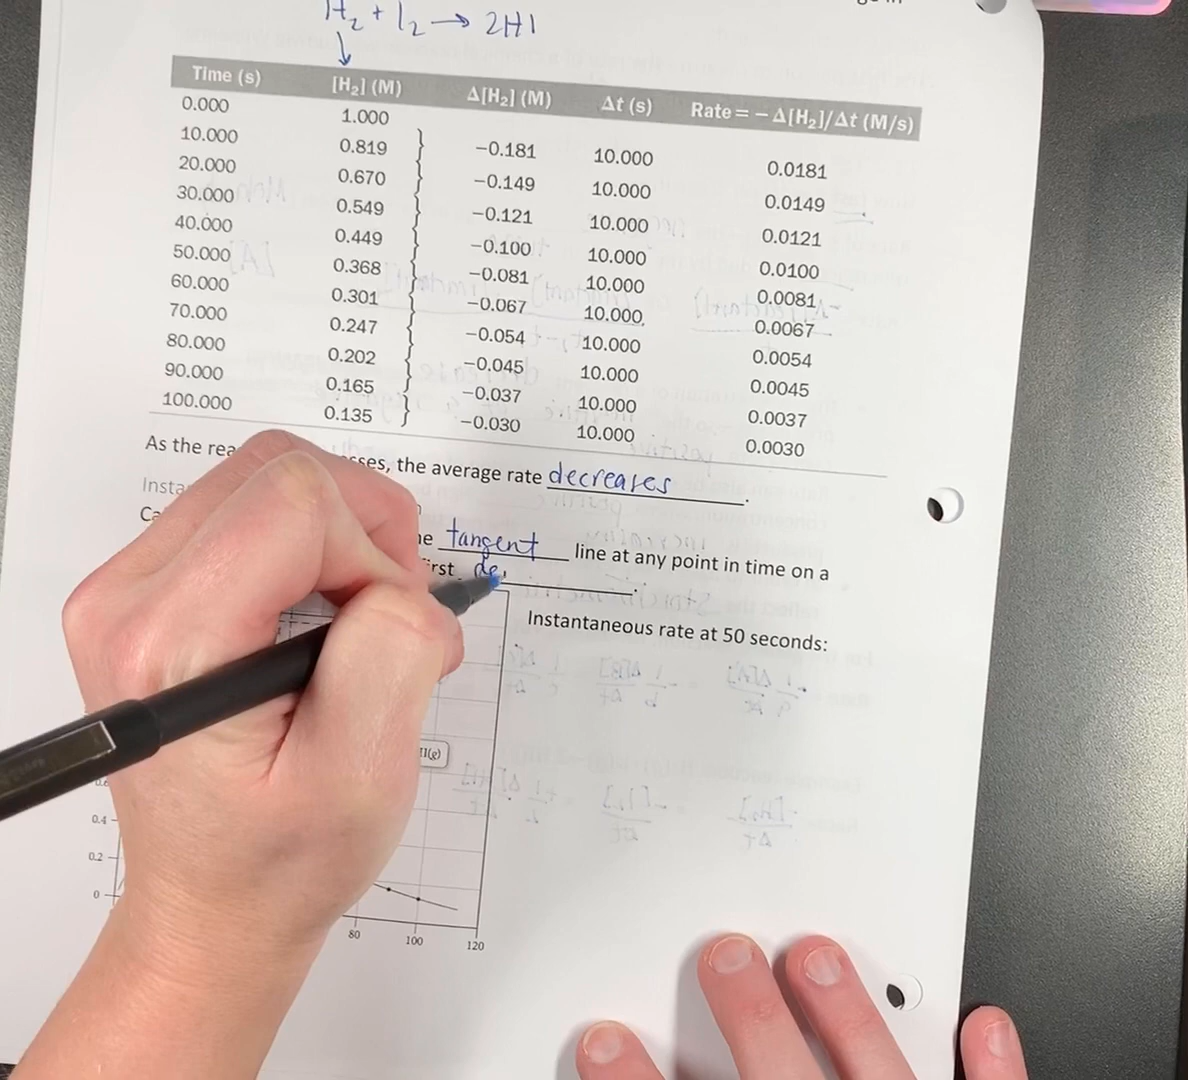 H₂ + I₂ → 2HI
Time (s) [H₂] (M) Δ[H₂] (M) Δt (s) Rate = −Δ[H₂]/Δt (M/s)
0.000 1.000
10.000 0.819 −0.181 10.000 0.0181
20.000 0.670 −0.149 10.000 0.0149
30.000 0.549 −0.121 10.000 0.0121
40.000 0.449 −0.100 10.000 0.0100
50.000 0.368 −0.081 10.000 0.0081
60.000 0.301 −0.067 10.000 0.0067
70.000 0.247 −0.054 10.000 0.0054
80.000 0.202 −0.045 10.000 0.0045
90.000 0.165 −0.037 10.000 0.0037
100.000 0.135 −0.030 10.000 0.0030
As the rea sses, the average rate decreases.
Insta
Ca he tangent line at any point in time on a
irst de
Instantaneous rate at 50 seconds:
(g)
0.4
0.2
0
80 100 120